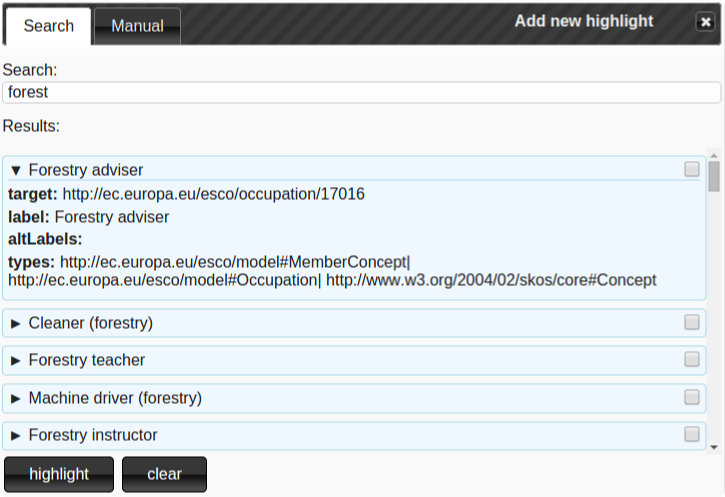 Search Manual Add new highlight
Search:
forest
Results:
▼ Forestry adviser
target: http://ec.europa.eu/esco/occupation/17016
label: Forestry adviser
altLabels:
types: http://ec.europa.eu/esco/model#MemberConcept|
http://ec.europa.eu/esco/model#Occupation| http://www.w3.org/2004/02/skos/core#Concept
► Cleaner (forestry)
► Forestry teacher
► Machine driver (forestry)
► Forestry instructor
highlight clear